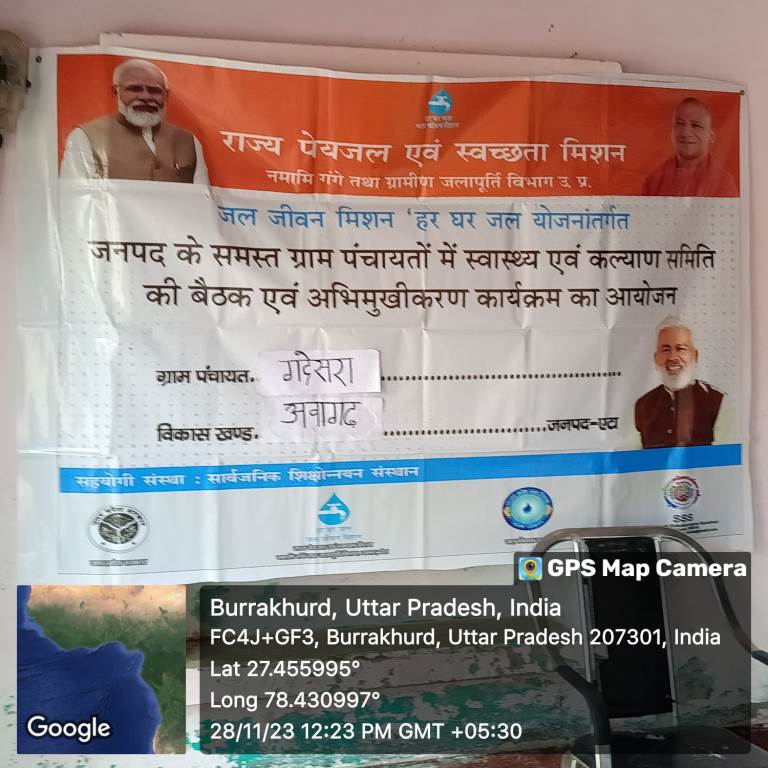 राज्य पेयजल एवं स्वच्छता मिशन
नमामि गंगे तथा ग्रामीण जलापूर्ति विभाग उ. प्र.
जल जीवन मिशन 'हर घर जल योजनांतर्गत
जनपद के समस्त ग्राम पंचायतों में स्वास्थ्य एवं कल्याण समिति
की बैठक एवं अभिमुखीकरण कार्यक्रम का आयोजन
ग्राम पंचायत. गदेसरा
विकास खण्ड. अवागढ़ जनपद-एटा
सहयोगी संस्था : सार्वजनिक शिक्षोन्नयन संस्थान
SSS
GPS Map Camera
Burrakhurd, Uttar Pradesh, India
FC4J+GF3, Burrakhurd, Uttar Pradesh 207301, India
Lat 27.455995°
Long 78.430997°
28/11/23 12:23 PM GMT +05:30
Google